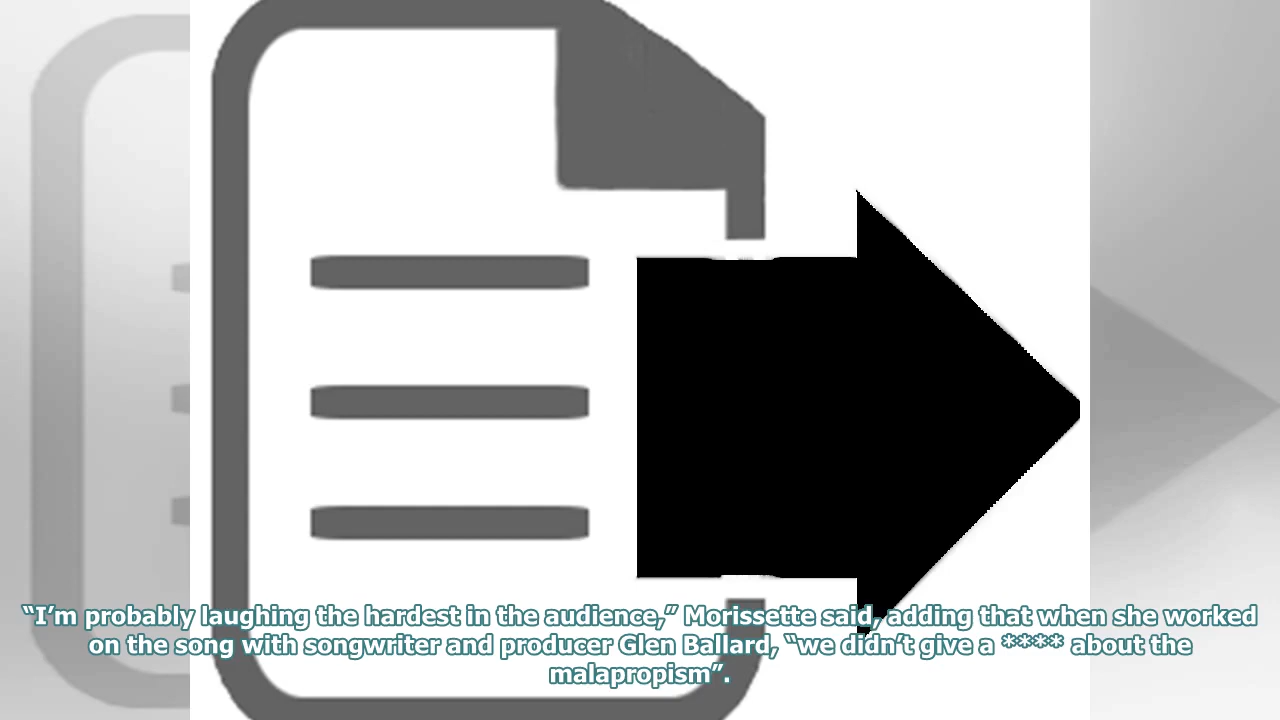 “I’m probably laughing the hardest in the audience,” Morissette said, adding that when she worked
on the song with songwriter and producer Glen Ballard, “we didn’t give a **** about the
malapropism”.